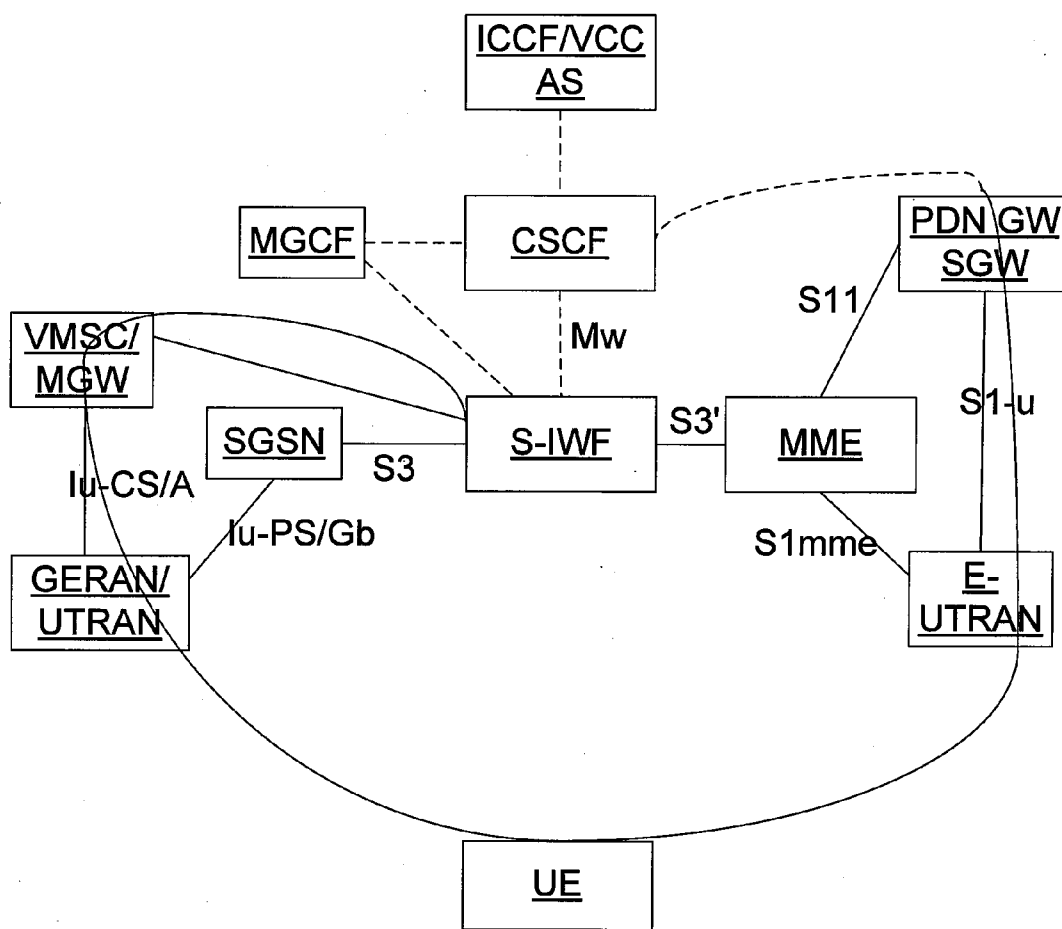 ICCF/VCC
AS
MGCF
CSCF
PDN GW
SGW
S11
VMSC/
MGW
Mw
S1-u
SGSN
S3
S-IWF
S3'
MME
Iu-CS/A
Iu-PS/Gb
S1mme
GERAN/
UTRAN
E-
UTRAN
UE